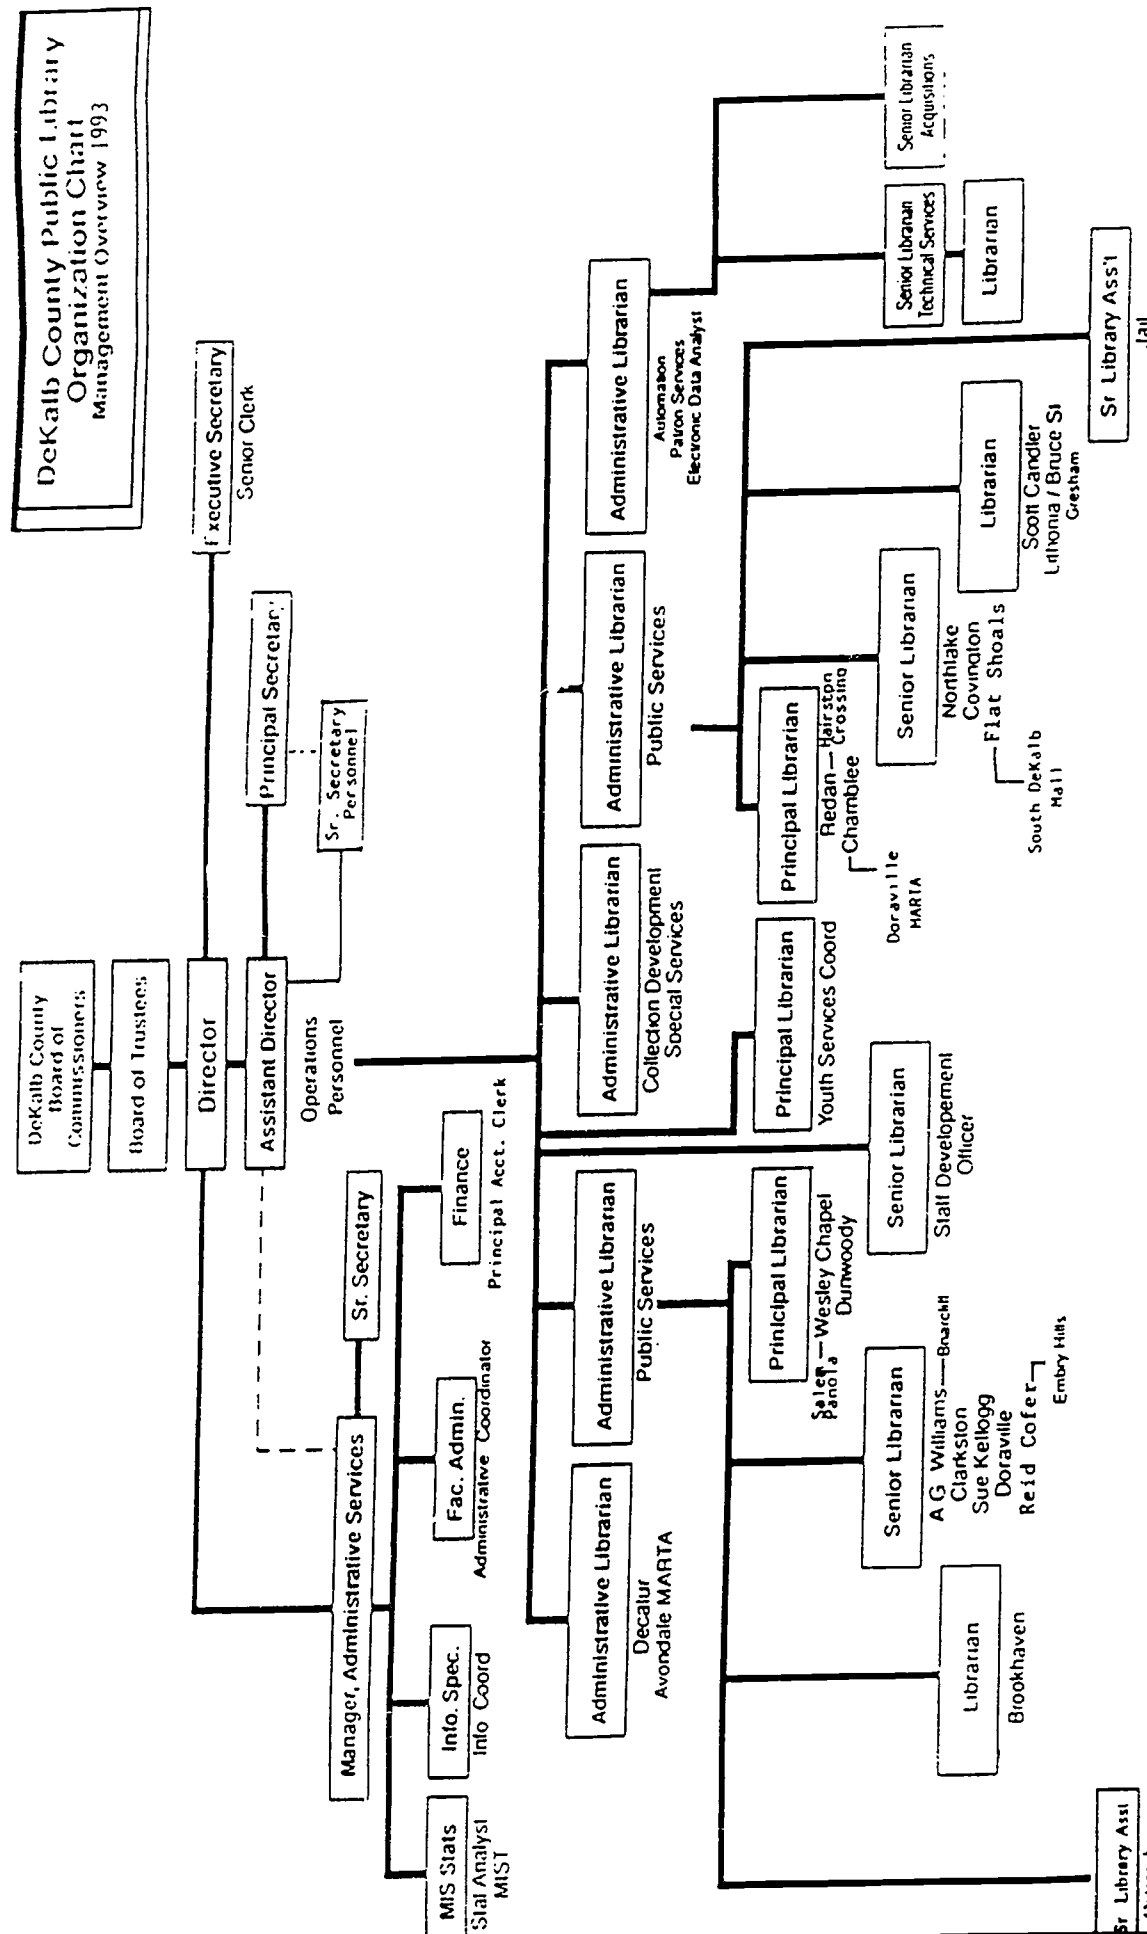 DeKalb County Public Library
Organization Chart
Management Overview 1993
DeKalb County
Board of
Commissioners
Board of Trustees
Director
Executive Secretary
Senior Clerk
Assistant Director
Principal Secretary
Sr. Secretary
Personnel
Operations
Personnel
Manager, Administrative Services
Sr. Secretary
MIS Stats
Stat Analyst
MIST
Info. Spec.
Info Coord
Fac. Admin.
Administrative Coordinator
Finance
Principal Acct. Clerk
Administrative Librarian
Decatur
Avondale MARTA
Administrative Librarian
Public Services
Administrative Librarian
Collection Development
Special Services
Administrative Librarian
Public Services
Administrative Librarian
Automation
Patron Services
Electronic Data Analyst
Sr Library Asst
Librarian
Brookhaven
Senior Librarian
A G Williams — Briarcliff
Clarkston
Sue Kellogg
Doraville
Reid Cofer
Embry Hills
Prinicipal Librarian
Salem — Wesley Chapel
Panola
Dunwoody
Senior Librarian
Staff Developement
Officer
Principal Librarian
Youth Services Coord
Principal Librarian
Redan — Hairston
Crossing
Chamblee
Doraville
MARTA
Senior Librarian
Northlake
Covington
Flat Shoals
South DeKalb
Mall
Librarian
Scott Candler
Lithonia / Bruce St
Gresham
Sr Library Ass't
Jail
Senior Librarian
Technical Services
Librarian
Senior Librarian
Acquisitions